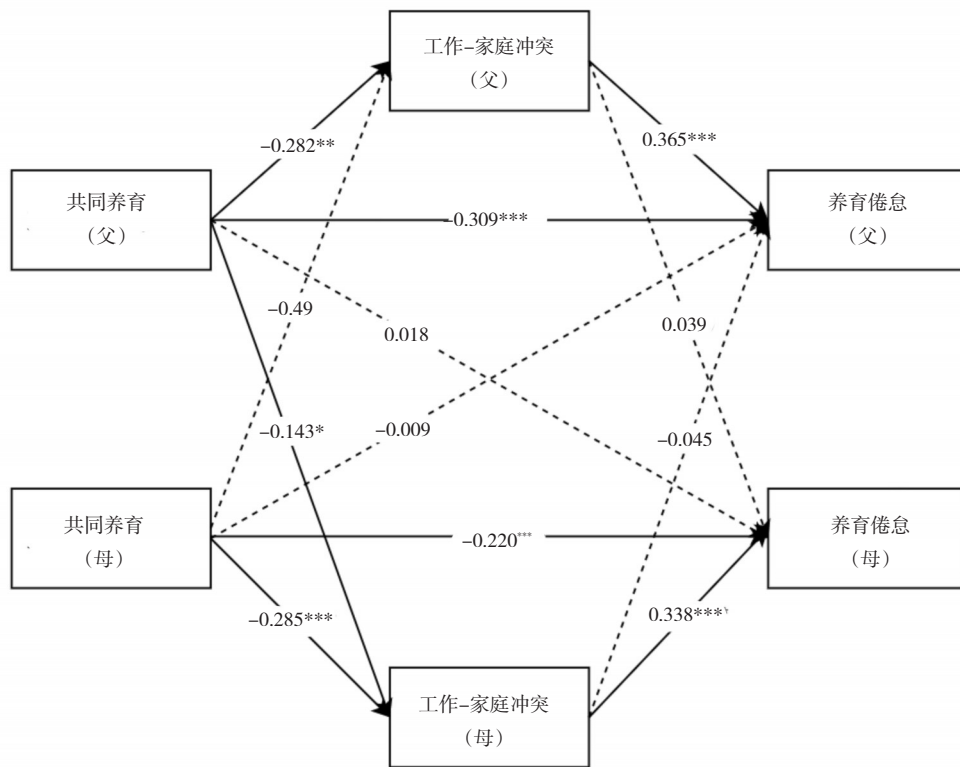 工作-家庭冲突
（父）
-0.282**
0.365***
共同养育
（父）
-0.309***
养育倦怠
（父）
-0.49
0.018
0.039
-0.143*
-0.009
-0.045
共同养育
（母）
-0.220***
养育倦怠
（母）
-0.285***
0.338***
工作-家庭冲突
（母）